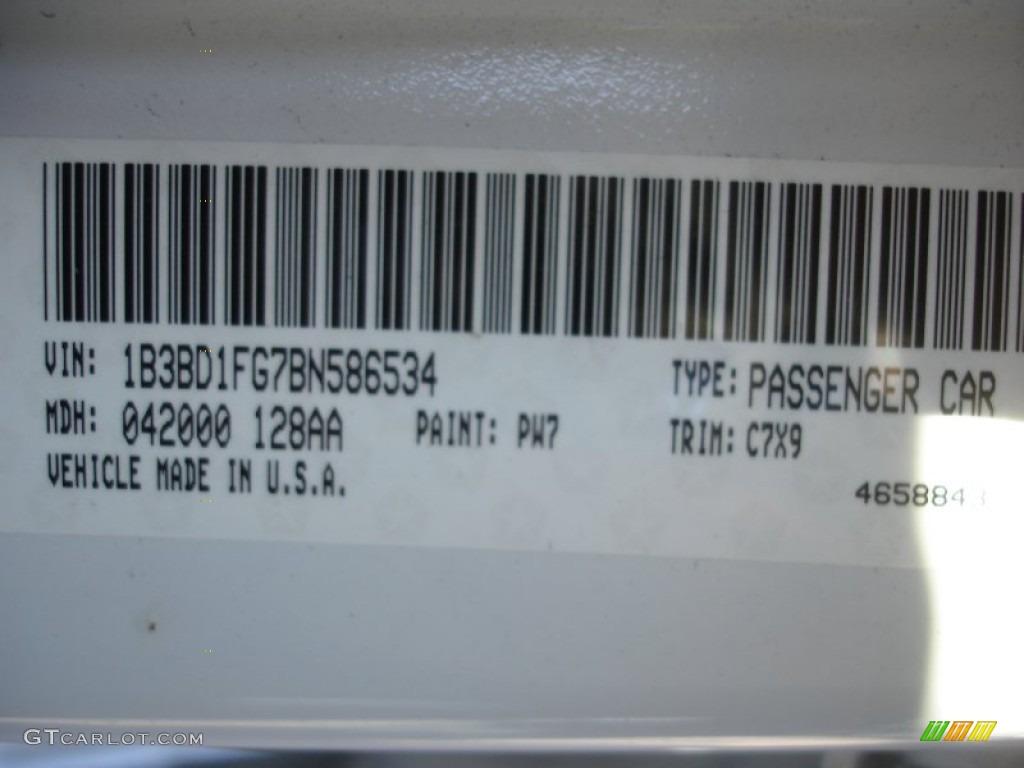 VIN: 1B3BD1FG7BN586534 TYPE: PASSENGER CAR
MDH: 042000 128AA PAINT: PW7 TRIM: C7X9
VEHICLE MADE IN U.S.A.
GTCARLOT.COM